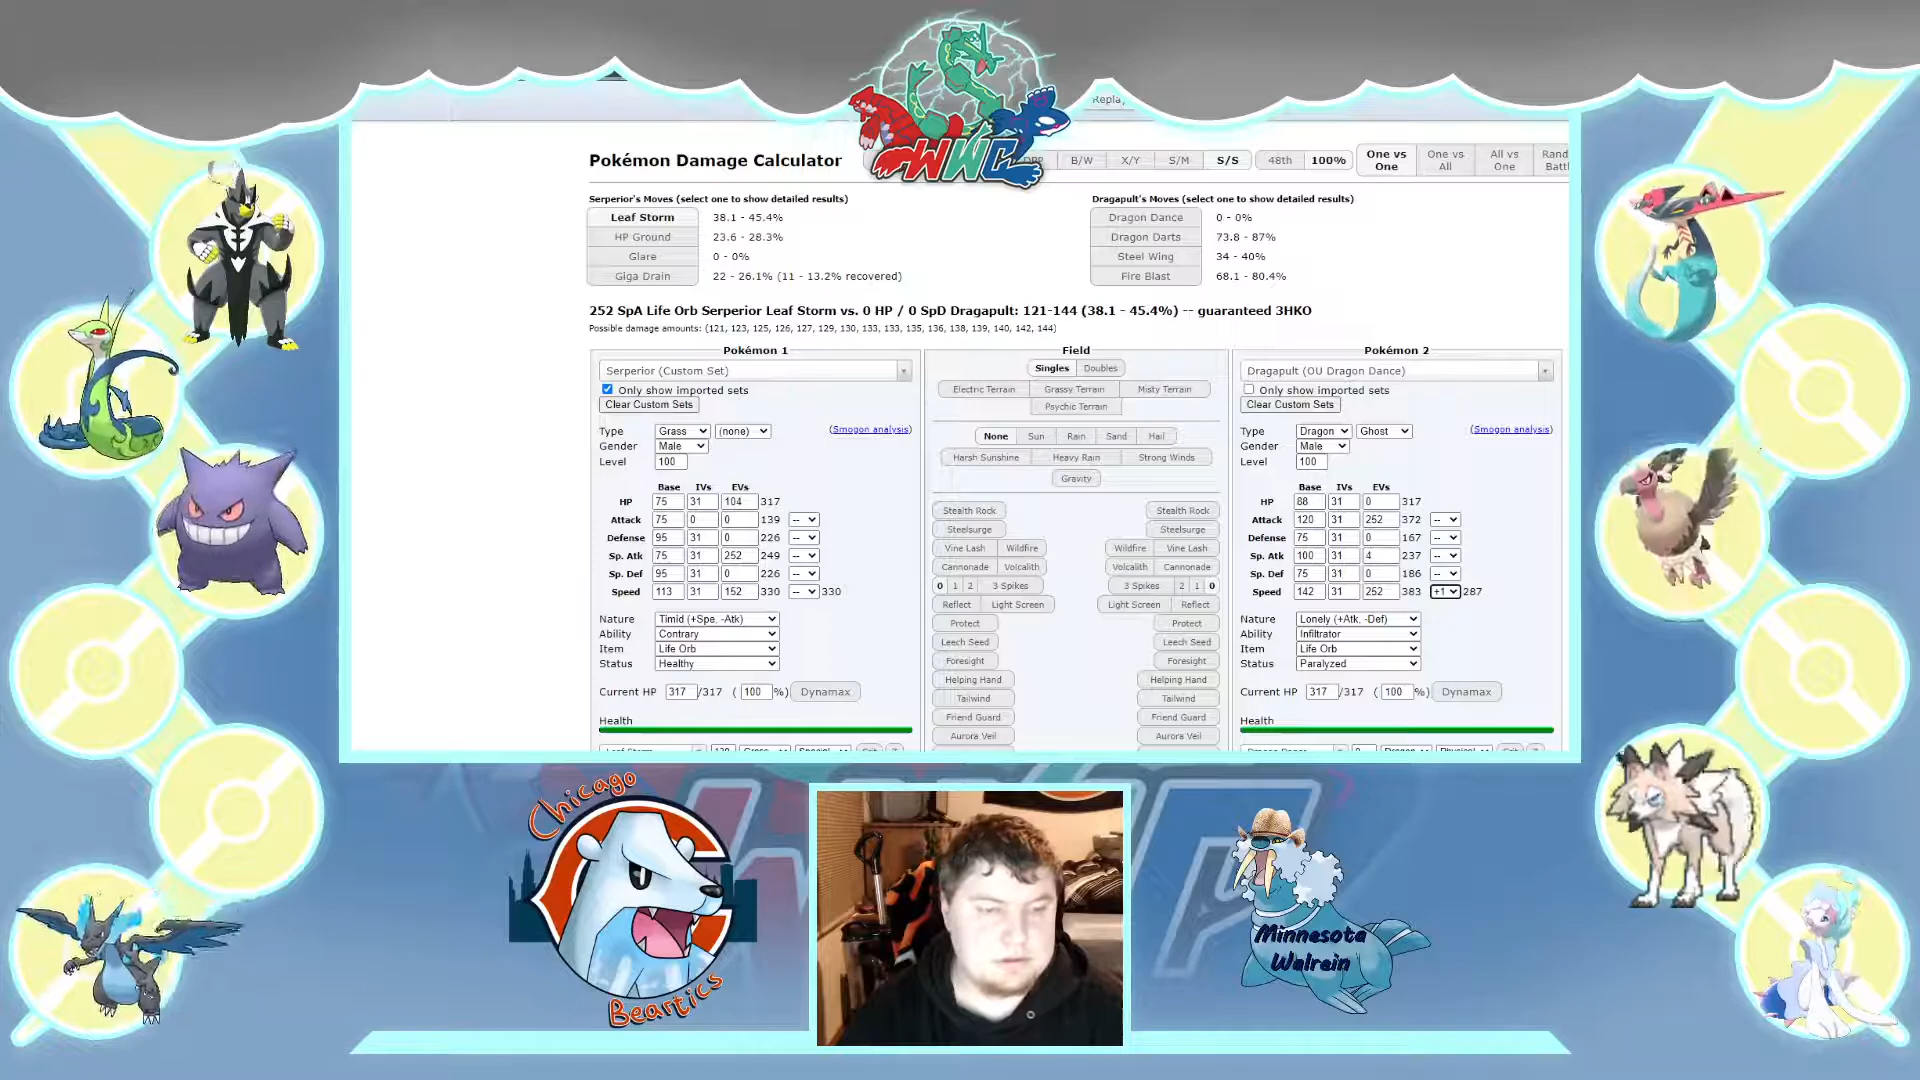 Replay
Pokémon Damage Calculator
WWC
B/W X/Y S/M S/S 48th 100%
One vs One
One vs All
All vs One
Serperior's Moves (select one to show detailed results)
Leaf Storm 38.1 - 45.4%
HP Ground 23.6 - 28.3%
Glare 0 - 0%
Giga Drain 22 - 26.1% (11 - 13.2% recovered)
Dragapult's Moves (select one to show detailed results)
Dragon Dance 0 - 0%
Dragon Darts 73.8 - 87%
Steel Wing 34 - 40%
Fire Blast 68.1 - 80.4%
252 SpA Life Orb Serperior Leaf Storm vs. 0 HP / 0 SpD Dragapult: 121-144 (38.1 - 45.4%) -- guaranteed 3HKO
Possible damage amounts: (121, 123, 125, 126, 127, 129, 130, 133, 133, 135, 136, 138, 139, 140, 142, 144)
Pokémon 1
Serperior (Custom Set)
Only show imported sets
Clear Custom Sets
Type Grass (none) (Smogon analysis)
Gender Male
Level 100
Base IVs EVs
HP 75 31 104 317
Attack 75 0 0 139 --
Defense 95 31 0 226 --
Sp. Atk 75 31 252 249 --
Sp. Def 95 31 0 226 --
Speed 113 31 152 330 -- 330
Nature Timid (+Spe, -Atk)
Ability Contrary
Item Life Orb
Status Healthy
Current HP 317 /317 ( 100 %) Dynamax
Health
Field
Singles Doubles
Electric Terrain Grassy Terrain Misty Terrain
Psychic Terrain
None Sun Rain Sand Hail
Harsh Sunshine Heavy Rain Strong Winds
Gravity
Stealth Rock Stealth Rock
Steelsurge Steelsurge
Vine Lash Wildfire Wildfire Vine Lash
Cannonade Volcalith Volcalith Cannonade
0 1 2 3 Spikes 3 Spikes 2 1 0
Reflect Light Screen Light Screen Reflect
Protect Protect
Leech Seed Leech Seed
Foresight Foresight
Helping Hand Helping Hand
Tailwind Tailwind
Friend Guard Friend Guard
Aurora Veil Aurora Veil
Pokémon 2
Dragapult (OU Dragon Dance)
Only show imported sets
Clear Custom Sets
Type Dragon Ghost (Smogon analysis)
Gender Male
Level 100
Base IVs EVs
HP 88 31 0 317
Attack 120 31 252 372 --
Defense 75 31 0 167 --
Sp. Atk 100 31 4 237 --
Sp. Def 75 31 0 186 --
Speed 142 31 252 383 +1 287
Nature Lonely (+Atk, -Def)
Ability Infiltrator
Item Life Orb
Status Paralyzed
Current HP 317 /317 ( 100 %) Dynamax
Health
Chicago
Beartics
Minnesota
Walrein